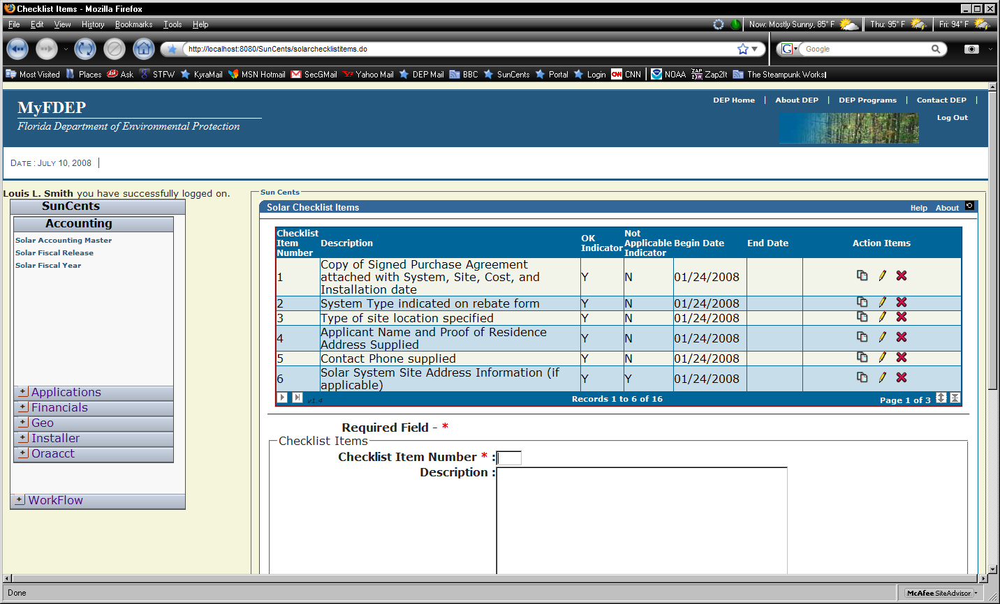 Checklist Items - Mozilla Firefox
File Edit View History Bookmarks Tools Help
Now: Mostly Sunny, 85° F Thu: 95° F Fri: 94° F
http://localhost:8080/SunCents/solarchecklistitems.do
G Google
Most Visited Places Ask STFW KyraMail MSN Hotmail SecGMail Yahoo Mail DEP Mail BBC SunCents Portal Login CNN NOAA Zap2It The Steampunk Works
MyFDEP
Florida Department of Environmental Protection
DEP Home | About DEP | DEP Programs | Contact DEP |
Log Out
DATE : JULY 10, 2008 |
Louis L. Smith you have successfully logged on.
SunCents
Accounting
Solar Accounting Master
Solar Fiscal Release
Solar Fiscal Year
+ Applications
+ Financials
+ Geo
+ Installer
+ Oraacct
+ WorkFlow
Sun Cents
Solar Checklist Items
Help About
Checklist Item Number Description OK Indicator Not Applicable Indicator Begin Date End Date Action Items
1 Copy of Signed Purchase Agreement attached with System, Site, Cost, and Installation date Y N 01/24/2008
2 System Type indicated on rebate form Y N 01/24/2008
3 Type of site location specified Y N 01/24/2008
4 Applicant Name and Proof of Residence Address Supplied Y N 01/24/2008
5 Contact Phone supplied Y N 01/24/2008
6 Solar System Site Address Information (if applicable) Y Y 01/24/2008
v1.4 Records 1 to 6 of 16 Page 1 of 3
Required Field - *
Checklist Items
Checklist Item Number * :
Description :
Done
McAfee SiteAdvisor